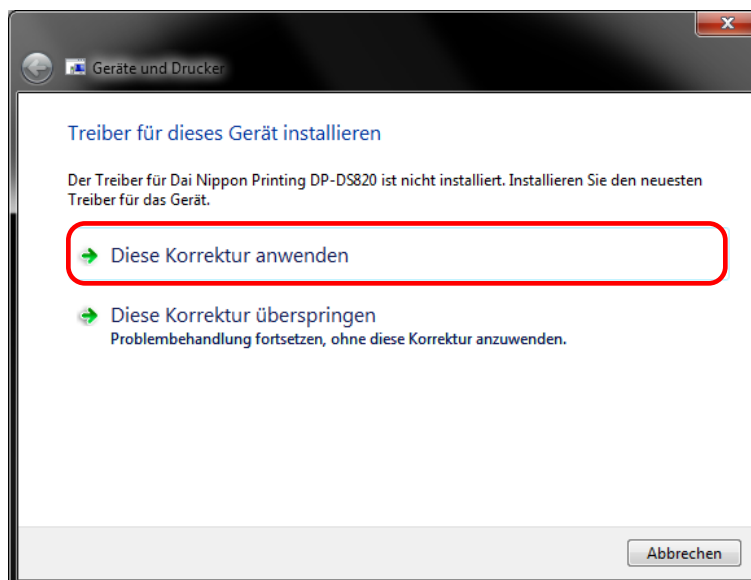 Geräte und Drucker
Treiber für dieses Gerät installieren
Der Treiber für Dai Nippon Printing DP-DS820 ist nicht installiert. Installieren Sie den neuesten
Treiber für das Gerät.
Diese Korrektur anwenden
Diese Korrektur überspringen
Problembehandlung fortsetzen, ohne diese Korrektur anzuwenden.
Abbrechen